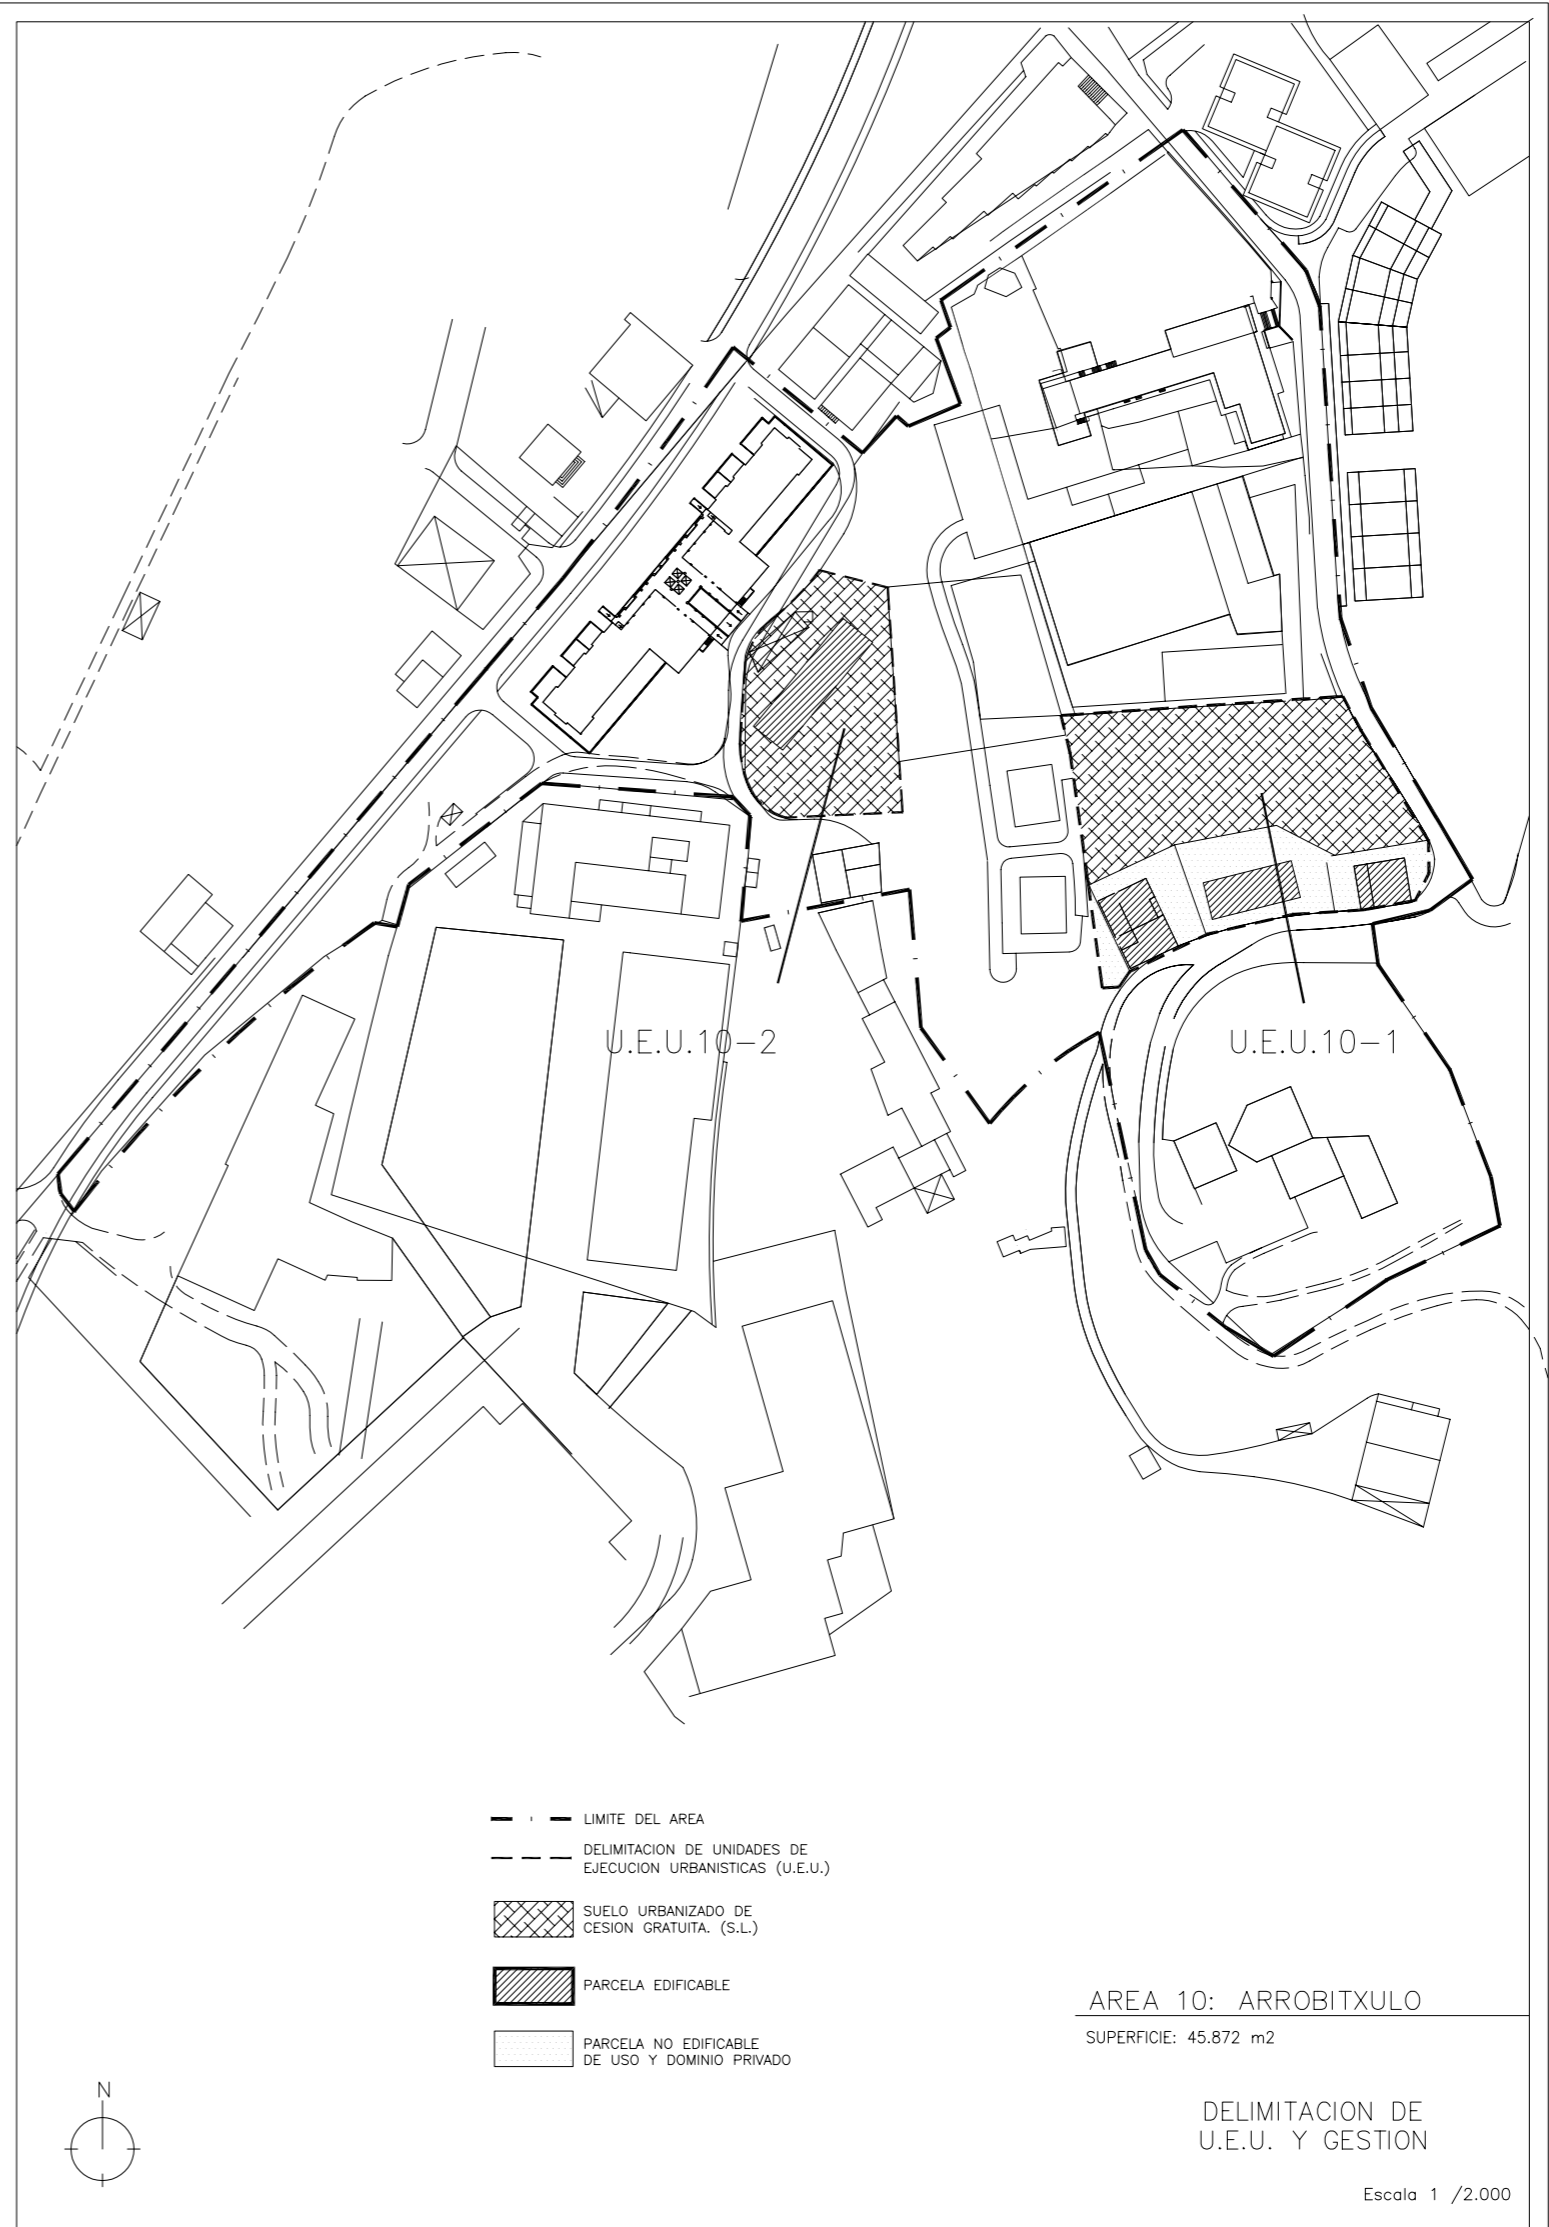 U.E.U.10-2
U.E.U.10-1
LIMITE DEL AREA
DELIMITACION DE UNIDADES DE
EJECUCION URBANISTICAS (U.E.U.)
SUELO URBANIZADO DE
CESION GRATUITA. (S.L.)
PARCELA EDIFICABLE
PARCELA NO EDIFICABLE
DE USO Y DOMINIO PRIVADO
AREA 10: ARROBITXULO
SUPERFICIE: 45.872 m2
N
DELIMITACION DE
U.E.U. Y GESTION
Escala 1 /2.000